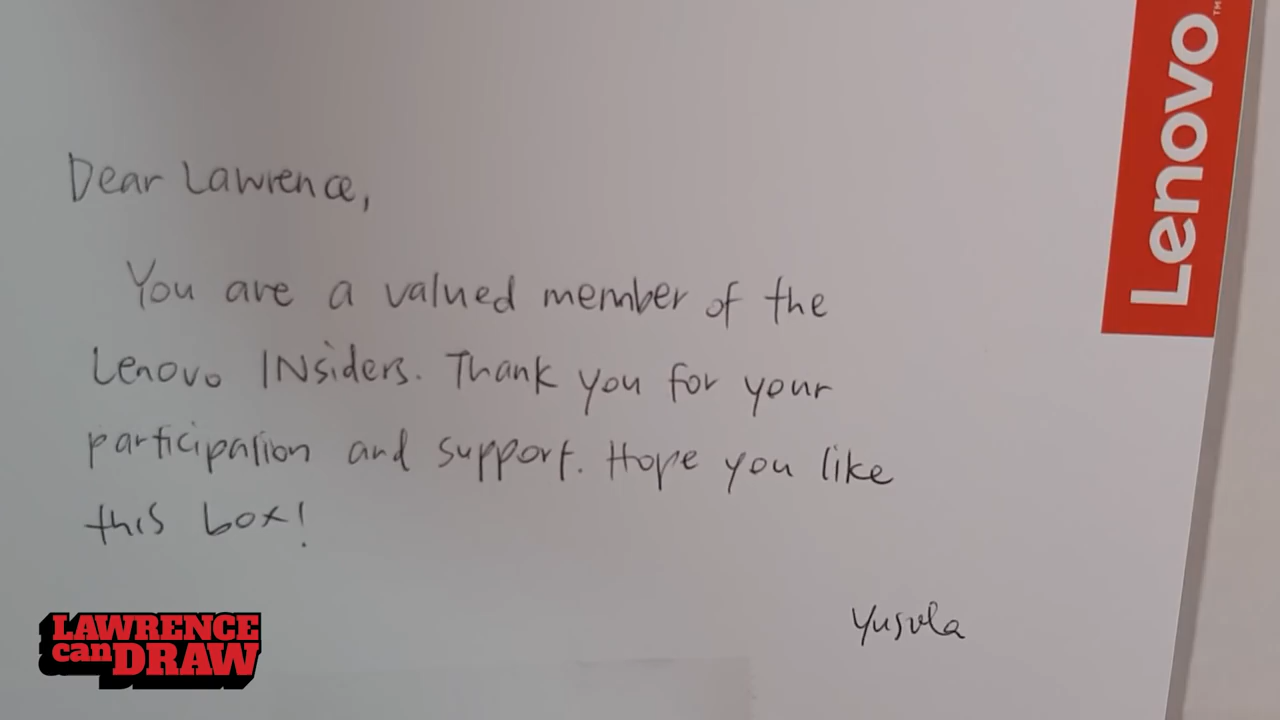 Lenovo™
Dear Lawrence,
You are a valued member of the
Lenovo INsiders. Thank you for your
participation and support. Hope you like
this box!
Yusula
LAWRENCE
can DRAW